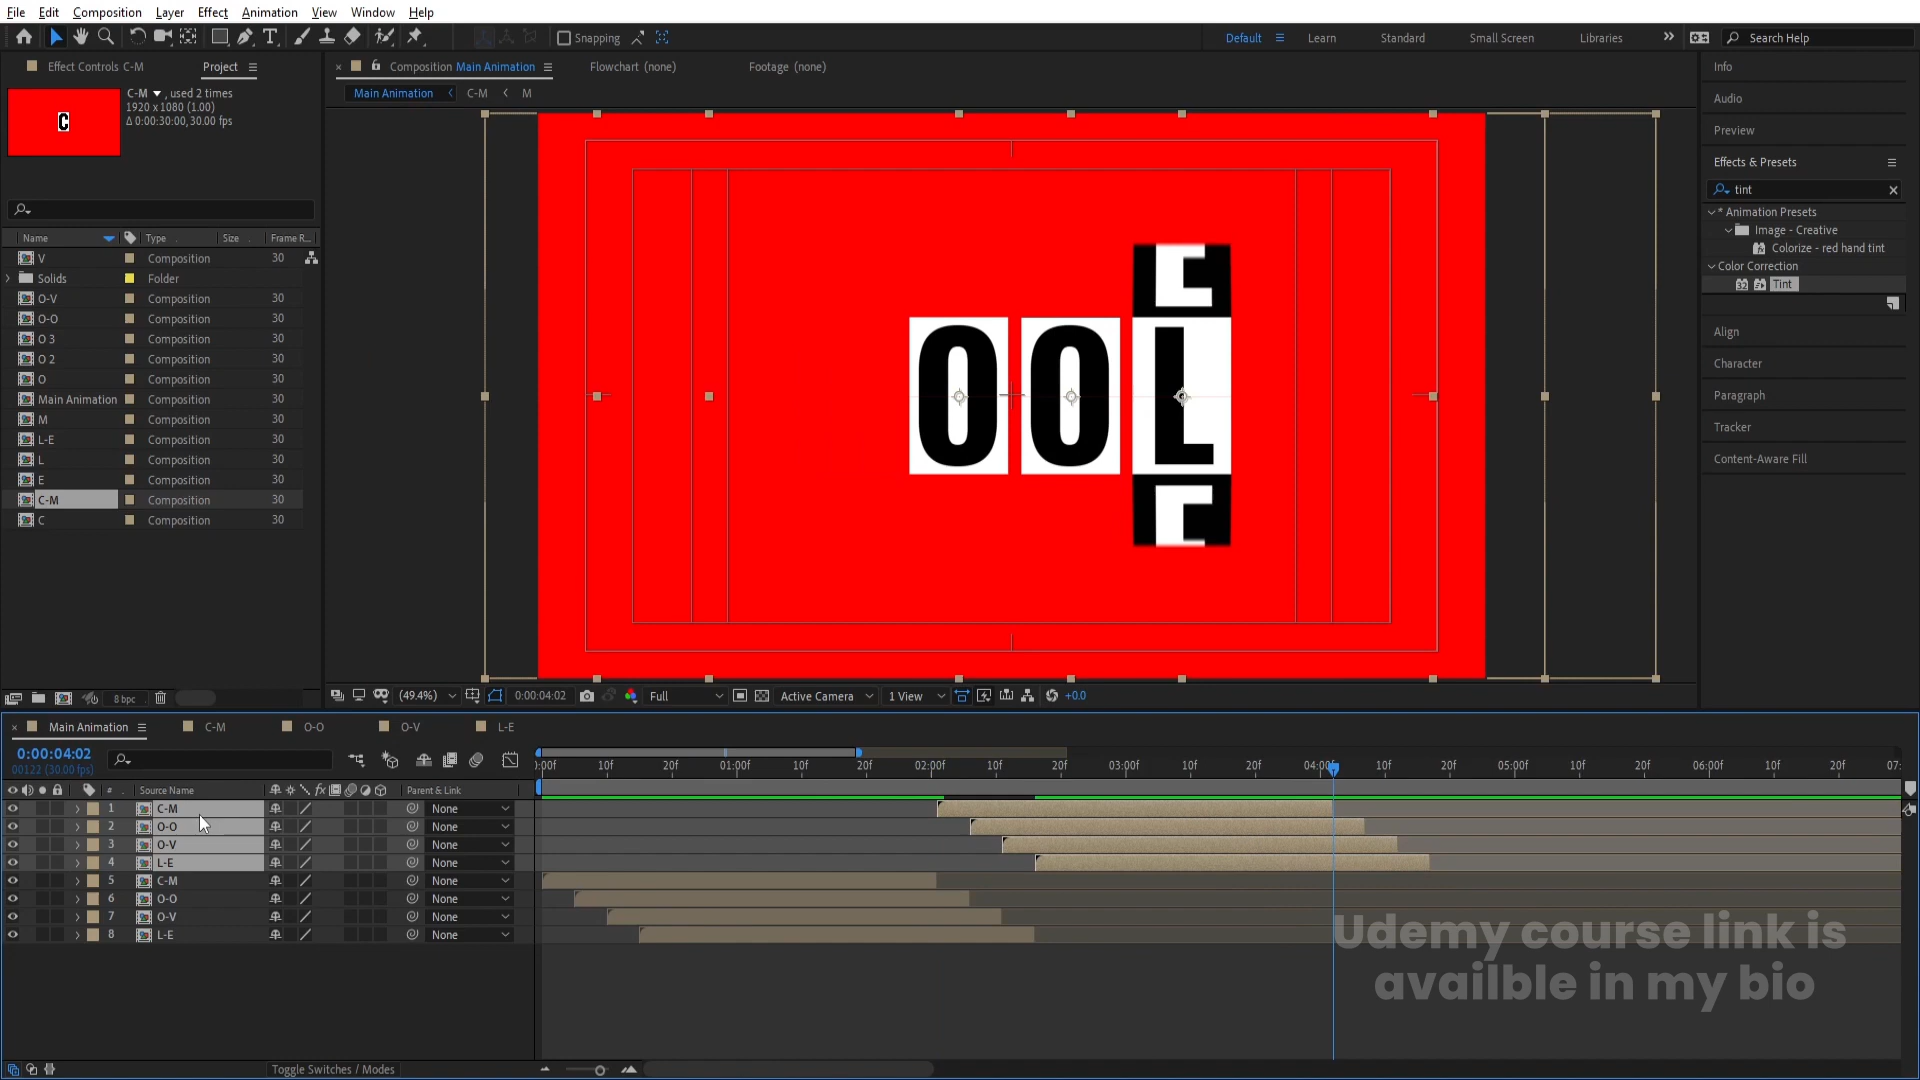 File Edit Composition Layer Effect Animation View Window Help
Snapping
Default Learn Standard Small Screen Libraries Search Help
Effect Controls C-M Project
Composition Main Animation Flowchart (none) Footage (none)
Main Animation C-M M
C-M , used 2 times
1920 x 1080 (1.00)
Δ 0:00:30:00, 30.00 fps
C
Name Type Size Frame R...
V Composition 30
Solids Folder
O-V Composition 30
O-O Composition 30
O 3 Composition 30
O 2 Composition 30
O Composition 30
Main Animation Composition 30
M Composition 30
L-E Composition 30
L Composition 30
E Composition 30
C-M Composition 30
C Composition 30
8 bpc
OOL
(49.4%) 0:00:04:02 Full Active Camera 1 View +0.0
Info
Audio
Preview
Effects & Presets
tint
* Animation Presets
Image - Creative
Colorize - red hand tint
Color Correction
32 Tint
Align
Character
Paragraph
Tracker
Content-Aware Fill
Main Animation C-M O-O O-V L-E
0:00:04:02
00122 (30.00 fps)
# Source Name Parent & Link
):00f 10f 20f 01:00f 10f 20f 02:00f 10f 20f 03:00f 10f 20f 04:00f 10f 20f 05:00f 10f 20f 06:00f 10f 20f 07:
1 C-M None
2 O-O None
3 O-V None
4 L-E None
5 C-M None
6 O-O None
7 O-V None
8 L-E None
Udemy course link is
availble in my bio
Toggle Switches / Modes